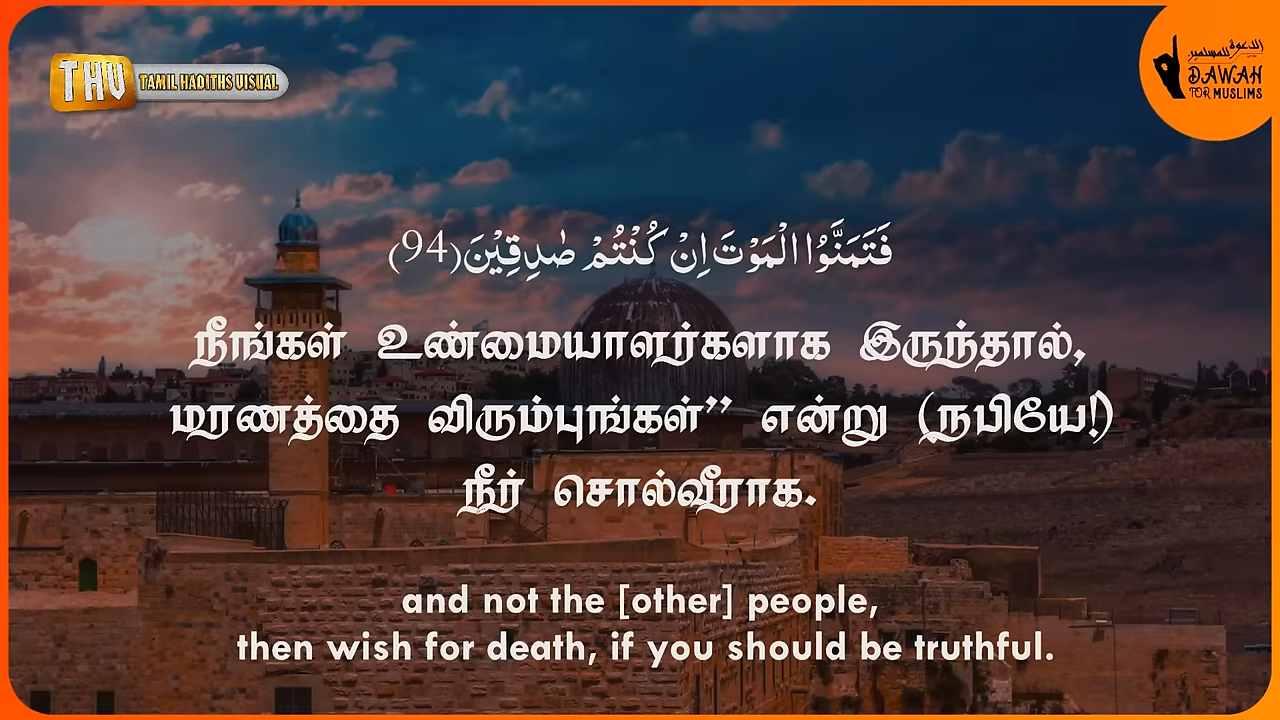 THV TAMIL HADITHS VISUAL
الدعوة للمسلمين
DAWAH
FOR MUSLIMS
فَتَمَنَّوُا الْمَوْتَ اِنْ کُنْتُمْ صٰدِقِیْنَ(94)
நீங்கள் உண்மையாளர்களாக இருந்தால்,
மரணத்தை விரும்புங்கள்” என்று (நபியே!)
நீர் சொல்வீராக.
and not the [other] people,
then wish for death, if you should be truthful.